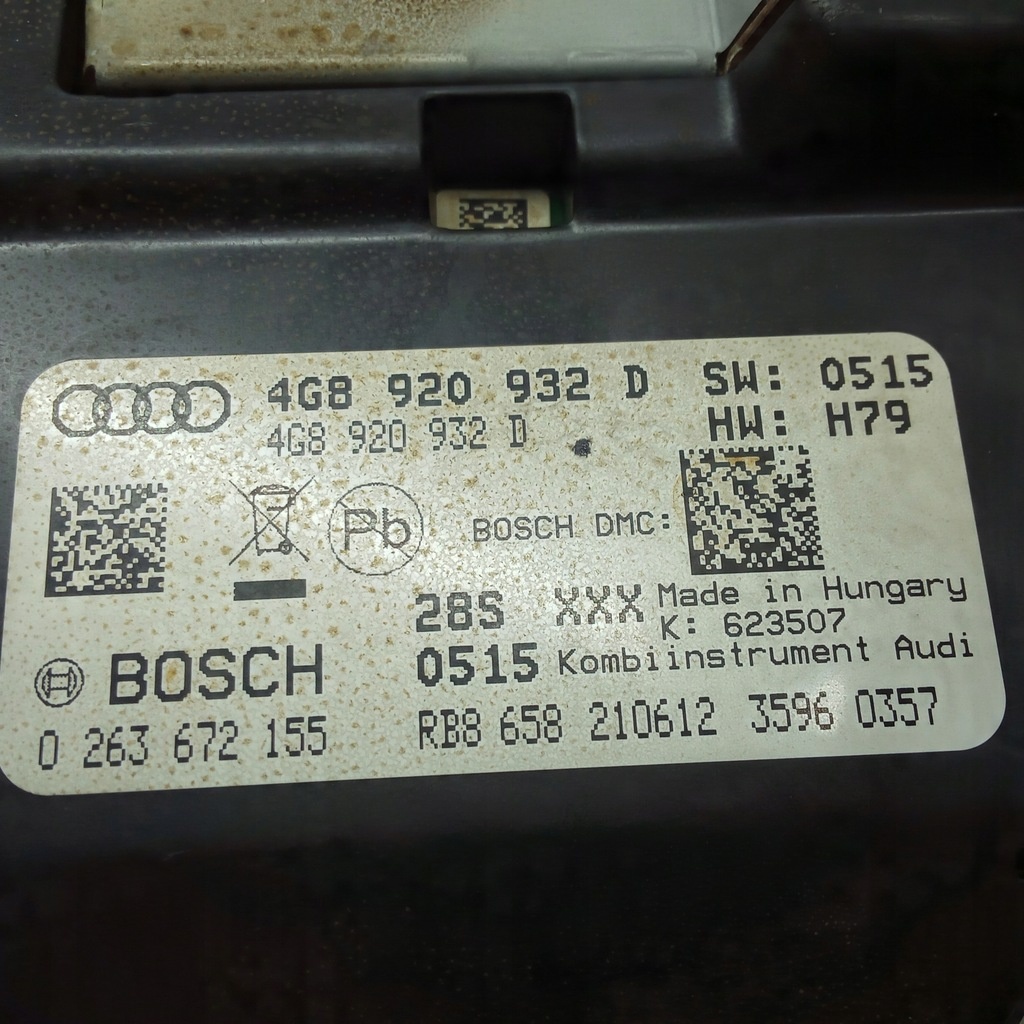 4G8 920 932 D SW: 0515
4G8 920 932 D HW: H79
Pb BOSCH DMC:
28S XXX Made in Hungary
K: 623507
BOSCH 0515 Kombiinstrument Audi
0 263 672 155 RB8 658 210612 3596 0357